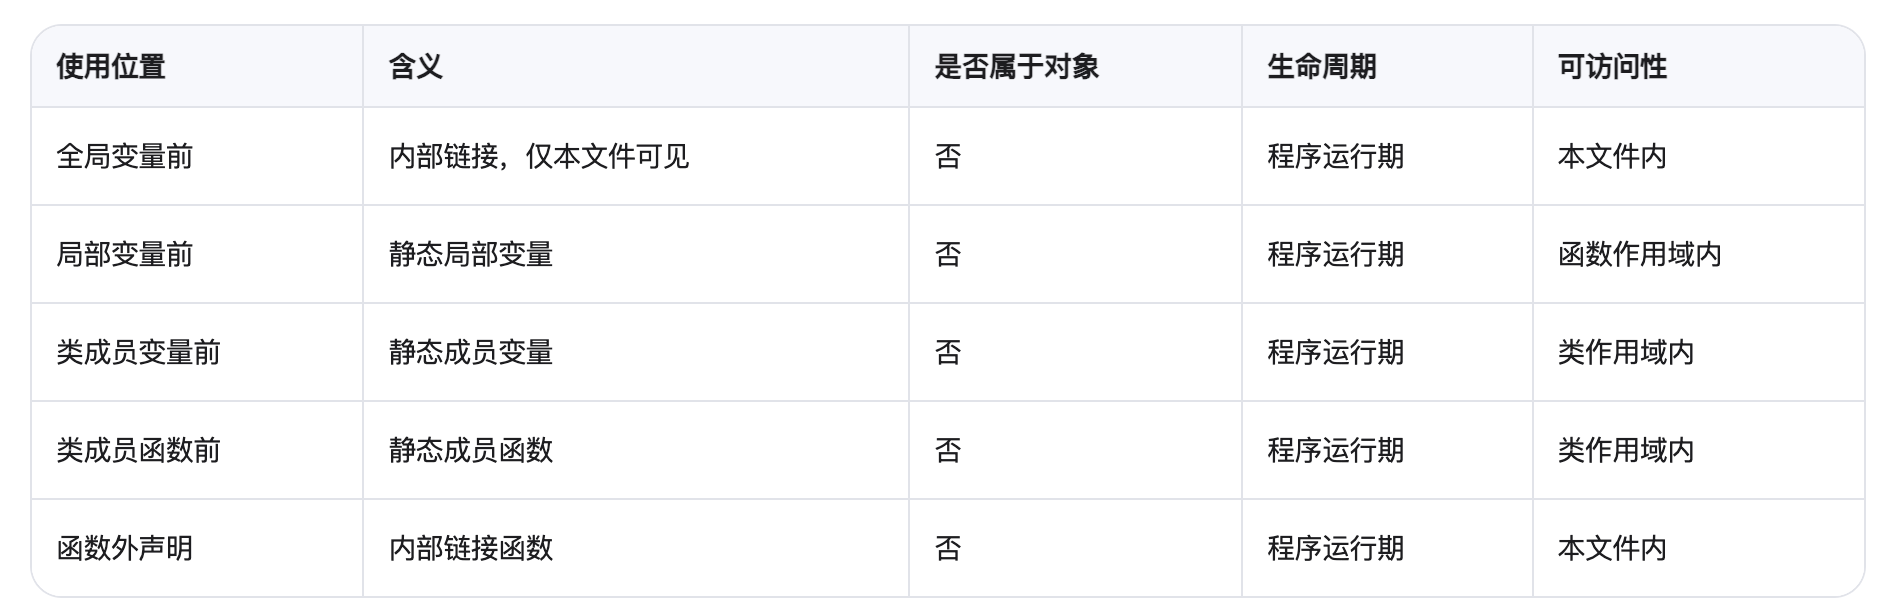 使用位置 含义 是否属于对象 生命周期 可访问性
全局变量前 内部链接，仅本文件可见 否 程序运行期 本文件内
局部变量前 静态局部变量 否 程序运行期 函数作用域内
类成员变量前 静态成员变量 否 程序运行期 类作用域内
类成员函数前 静态成员函数 否 程序运行期 类作用域内
函数外声明 内部链接函数 否 程序运行期 本文件内